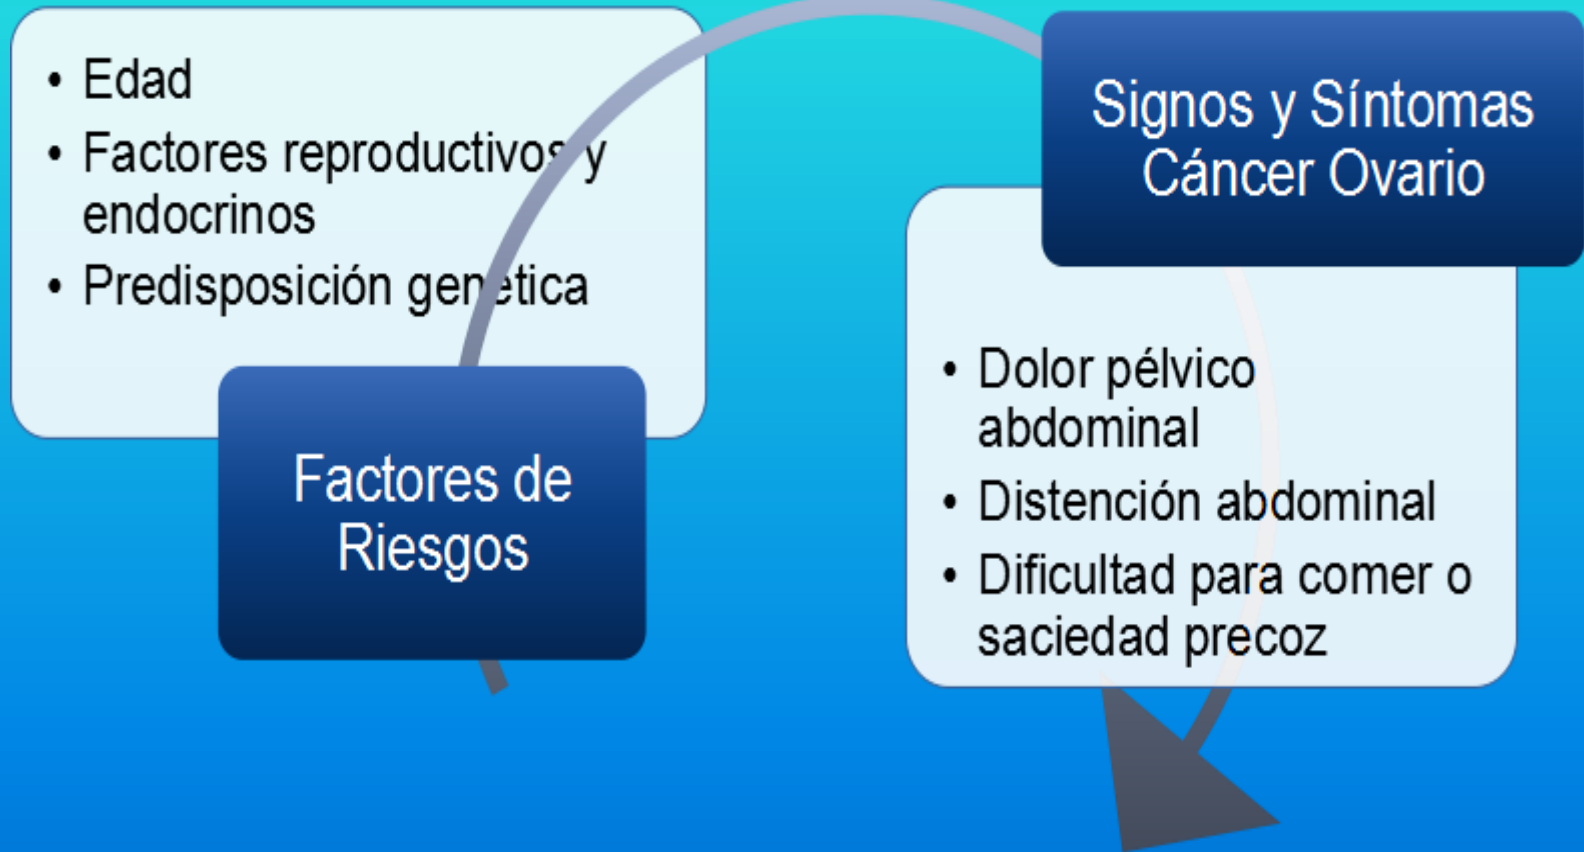 • Edad
• Factores reproductivos y
endocrinos
• Predisposición genética
Factores de
Riesgos
Signos y Síntomas
Cáncer Ovario
• Dolor pélvico
abdominal
• Distención abdominal
• Dificultad para comer o
saciedad precoz